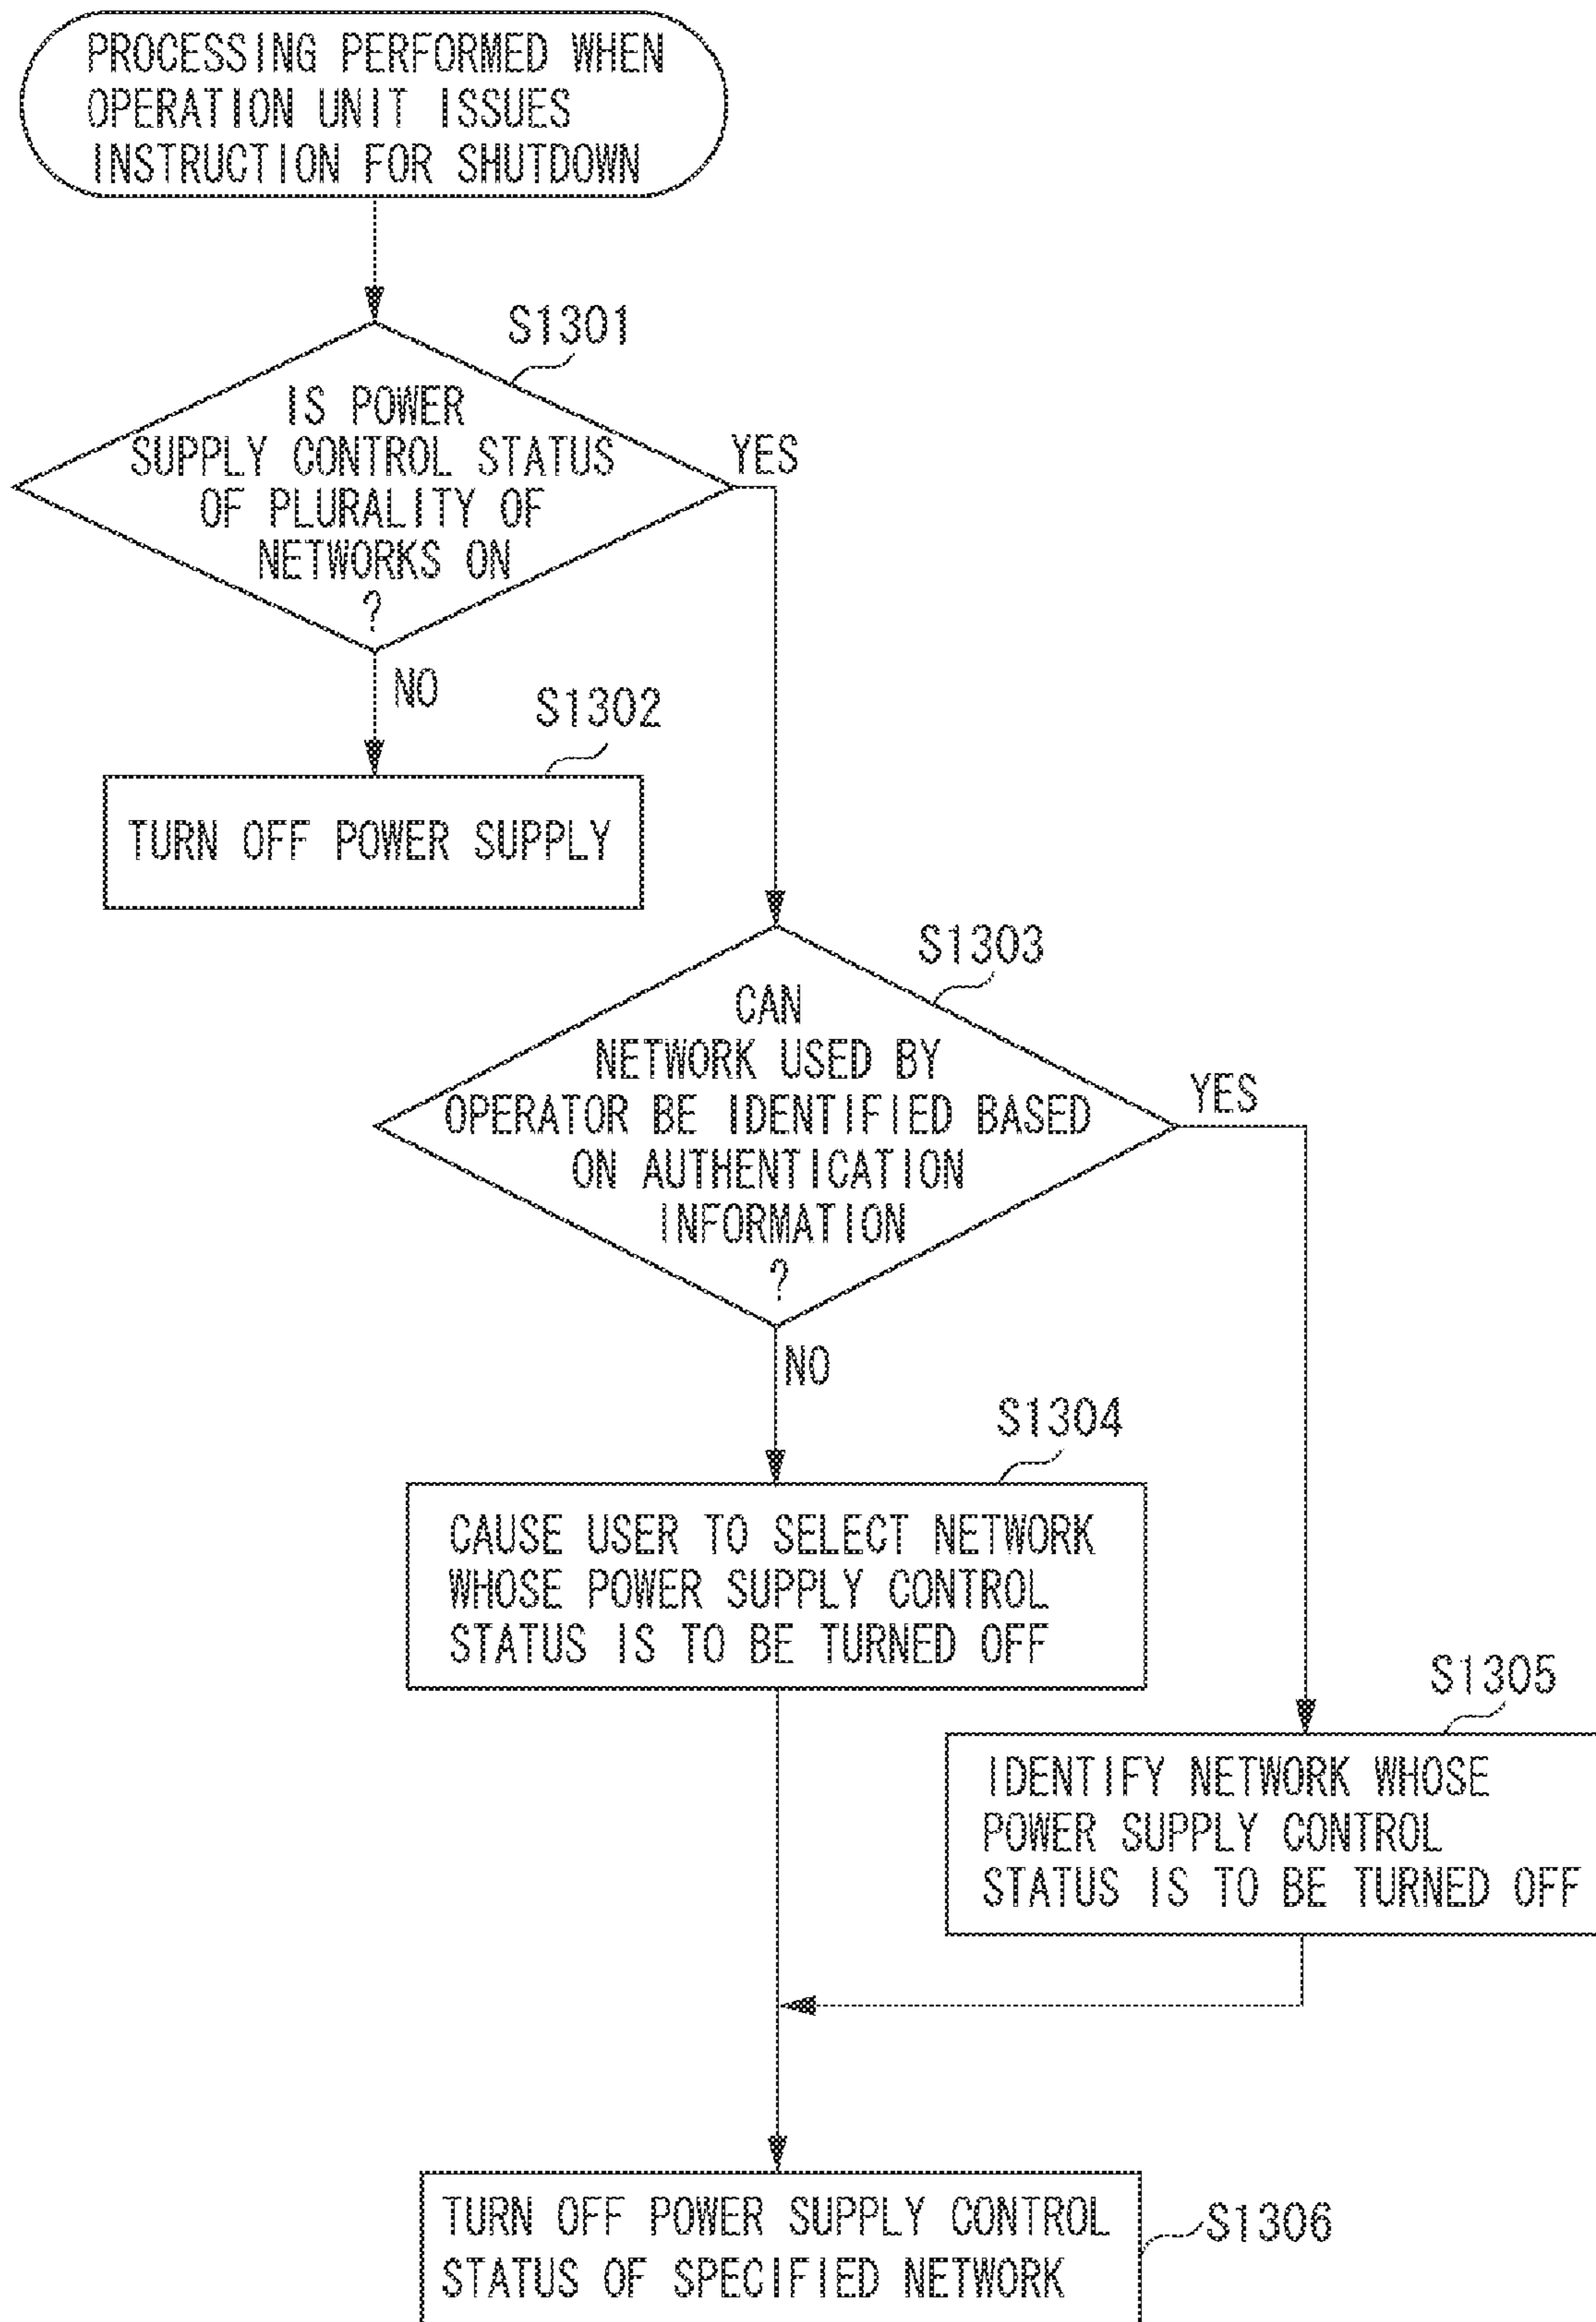 PROCESSING PERFORMED WHEN
OPERATION UNIT ISSUES
INSTRUCTION FOR SHUTDOWN
S1301
IS POWER
SUPPLY CONTROL STATUS
OF PLURALITY OF
NETWORKS ON
?
YES
NO
S1302
TURN OFF POWER SUPPLY
S1303
CAN
NETWORK USED BY
OPERATOR BE IDENTIFIED BASED
ON AUTHENTICATION
INFORMATION
?
YES
NO
S1304
CAUSE USER TO SELECT NETWORK
WHOSE POWER SUPPLY CONTROL
STATUS IS TO BE TURNED OFF
S1305
IDENTIFY NETWORK WHOSE
POWER SUPPLY CONTROL
STATUS IS TO BE TURNED OFF
TURN OFF POWER SUPPLY CONTROL
STATUS OF SPECIFIED NETWORK
S1306